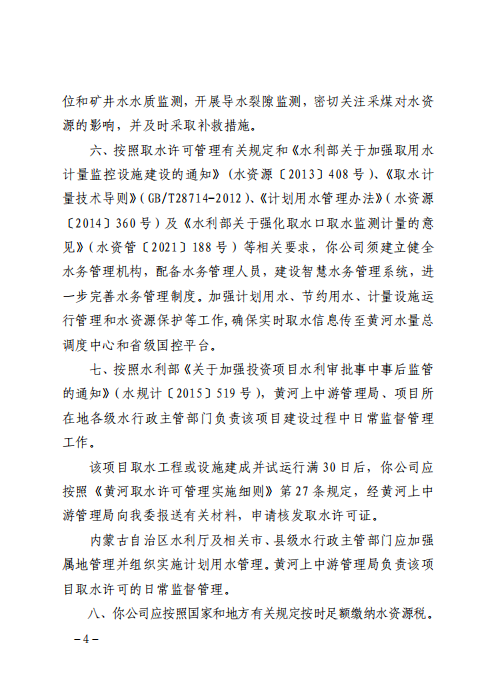 位和矿井水水质监测，开展导水裂隙监测，密切关注采煤对水资
源的影响，并及时采取补救措施。
六、按照取水许可管理有关规定和《水利部关于加强取用水
计量监控设施建设的通知》（水资源〔2013〕408号）、《取水计
量技术导则》（GB/T28714-2012）、《计划用水管理办法》（水资源
〔2014〕360号）及《水利部关于强化取水口取水监测计量的意
见》（水资管〔2021〕188号）等相关要求，你公司须建立健全
水务管理机构，配备水务管理人员，建设智慧水务管理系统，进
一步完善水务管理制度。加强计划用水、节约用水、计量设施运
行管理和水资源保护等工作,确保实时取水信息传至黄河水量总
调度中心和省级国控平台。
七、按照水利部《关于加强投资项目水利审批事中事后监管
的通知》（水规计〔2015〕519号），黄河上中游管理局、项目所
在地各级水行政主管部门负责该项目建设过程中日常监督管理
工作。
该项目取水工程或设施建成并试运行满30日后，你公司应
按照《黄河取水许可管理实施细则》第27条规定，经黄河上中
游管理局向我委报送有关材料，申请核发取水许可证。
内蒙古自治区水利厅及相关市、县级水行政主管部门应加强
属地管理并组织实施计划用水管理。黄河上中游管理局负责该项
目取水许可的日常监督管理。
八、你公司应按照国家和地方有关规定按时足额缴纳水资源税。
-4-